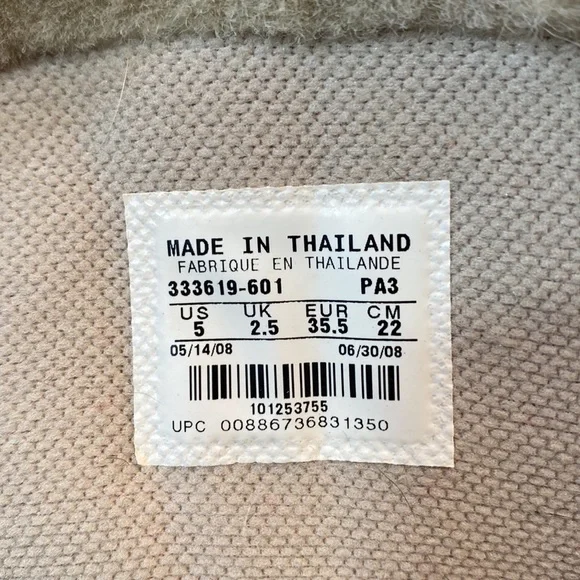 MADE IN THAILAND
FABRIQUE EN THAILANDE
333619-601 PA3
US UK EUR CM
5 2.5 35.5 22
05/14/08 06/30/08
101253755
UPC 00886736831350